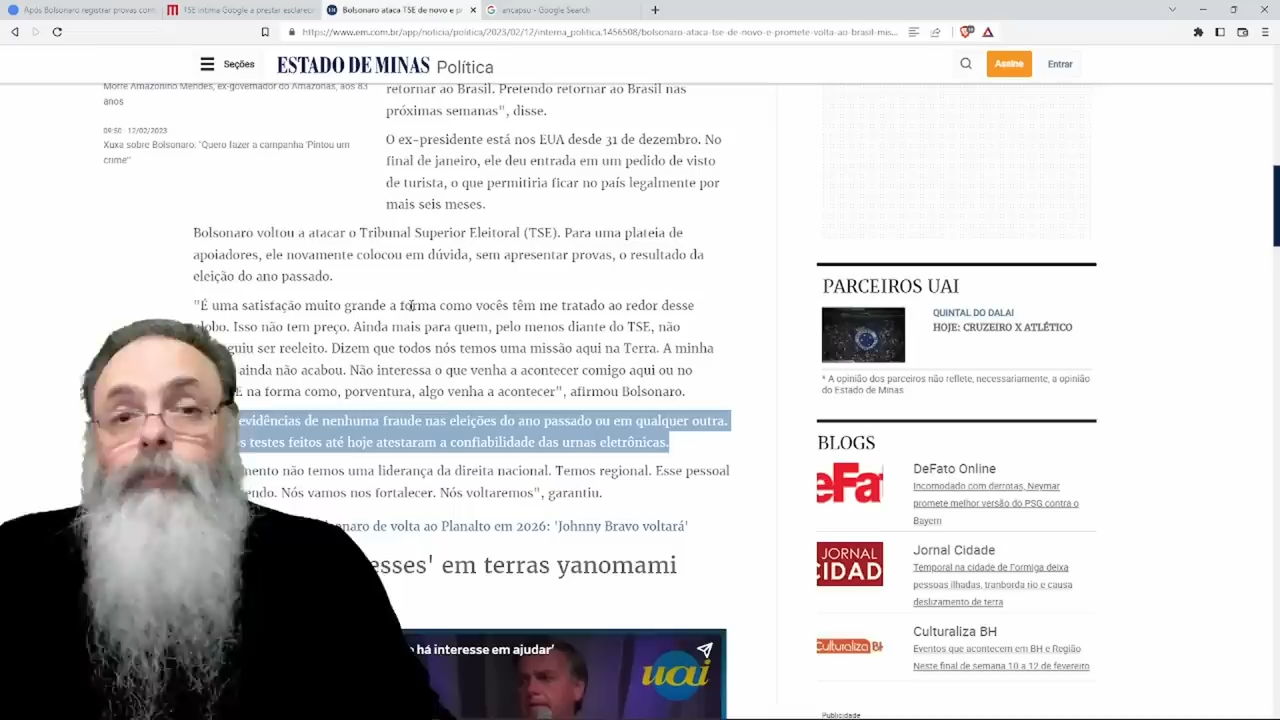 Após Bolsonaro registrar provas com
TSE intima Google a prestar esclarec
Bolsonaro ataca TSE de novo e p
ancapsu - Google Search
https://www.em.com.br/app/noticia/politica/2023/02/12/interna_politica,1456508/bolsonaro-ataca-tse-de-novo-e-promete-volta-ao-brasil-mis...
Seções
ESTADO DE MINAS Política
Assine
Entrar
Morre Amazonino Mendes, ex-governador do Amazonas, aos 83
anos
09:50 - 12/02/2023
Xuxa sobre Bolsonaro: "Quero fazer a campanha 'Pintou um
crime'"
retornar ao Brasil. Pretendo retornar ao Brasil nas
próximas semanas", disse.
O ex-presidente está nos EUA desde 31 de dezembro. No
final de janeiro, ele deu entrada em um pedido de visto
de turista, o que permitiria ficar no país legalmente por
mais seis meses.
Bolsonaro voltou a atacar o Tribunal Superior Eleitoral (TSE). Para uma plateia de
apoiadores, ele novamente colocou em dúvida, sem apresentar provas, o resultado da
eleição do ano passado.
"É uma satisfação muito grande a forma como vocês têm me tratado ao redor desse
globo. Isso não tem preço. Ainda mais para quem, pelo menos diante do TSE, não
guiu ser reeleito. Dizem que todos nós temos uma missão aqui na Terra. A minha
ainda não acabou. Não interessa o que venha a acontecer comigo aqui ou no
E na forma como, porventura, algo venha a acontecer", afirmou Bolsonaro.
evidências de nenhuma fraude nas eleições do ano passado ou em qualquer outra.
s testes feitos até hoje atestaram a confiabilidade das urnas eletrônicas.
mento não temos uma liderança da direita nacional. Temos regional. Esse pessoal
endo. Nós vamos nos fortalecer. Nós voltaremos", garantiu.
onaro de volta ao Planalto em 2026: 'Johnny Bravo voltará'
esses' em terras yanomami
o há interesse em ajudar'
uai
PARCEIROS UAI
QUINTAL DO DALAI
HOJE: CRUZEIRO X ATLÉTICO
* A opinião dos parceiros não reflete, necessariamente, a opinião
do Estado de Minas
BLOGS
eFa
DeFato Online
Incomodado com derrotas, Neymar
promete melhor versão do PSG contra o
Bayern
JORNAL
CIDAD
Jornal Cidade
Temporal na cidade de Formiga deixa
pessoas ilhadas, tranborda rio e causa
deslizamento de terra
Culturaliza BH
Culturaliza BH
Eventos que acontecem em BH e Região
Neste final de semana 10 a 12 de fevereiro
Publicidade